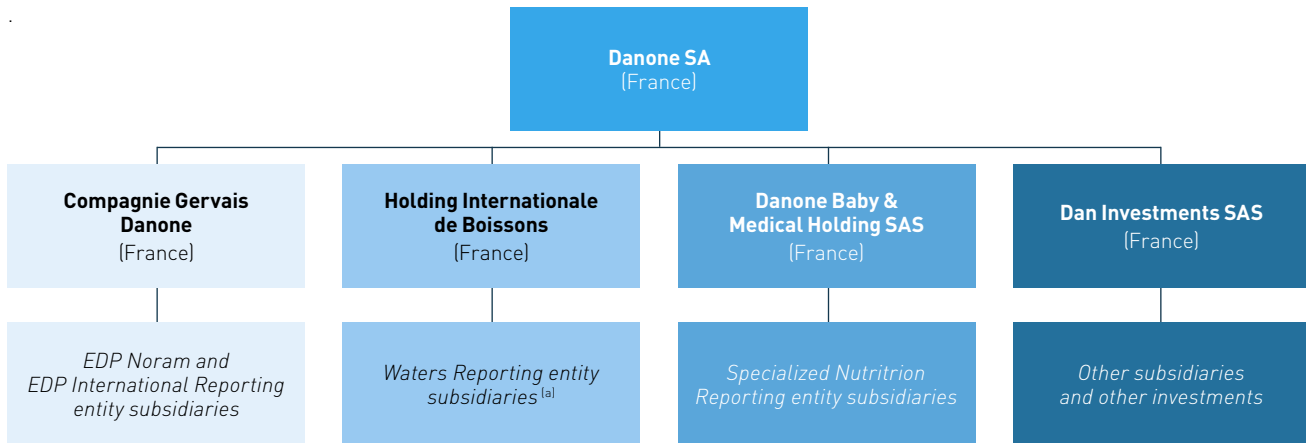 .
Danone SA
(France)
Compagnie Gervais
Danone
(France)
Holding Internationale
de Boissons
(France)
Danone Baby &
Medical Holding SAS
(France)
Dan Investments SAS
(France)
EDP Noram and
EDP International Reporting
entity subsidiaries
Waters Reporting entity
subsidiaries (a)
Specialized Nutritrion
Reporting entity subsidiaries
Other subsidiaries
and other investments